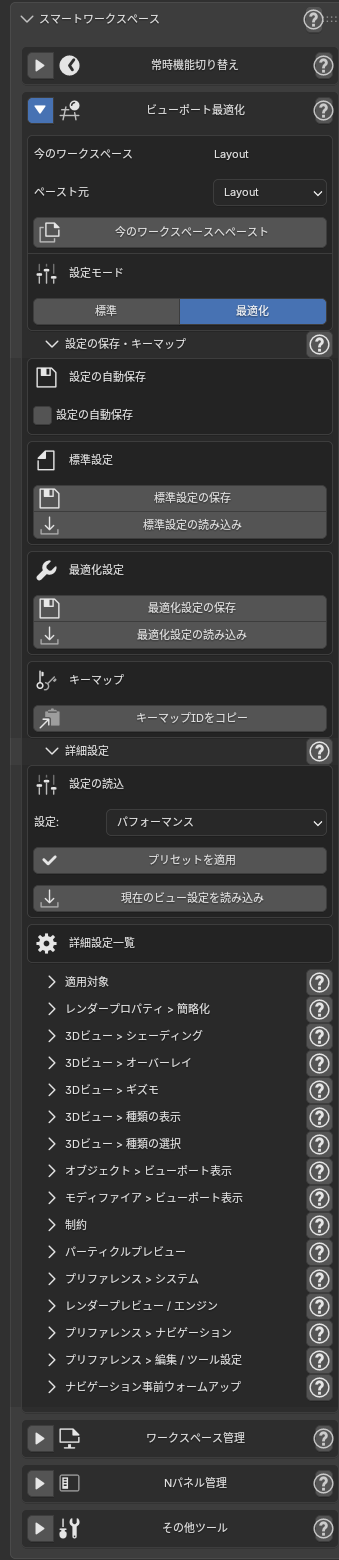 スマートワークスペース
常時機能切り替え
ビューポート最適化
今のワークスペース Layout
ペースト元 Layout
今のワークスペースへペースト
設定モード
標準 最適化
設定の保存・キーマップ
設定の自動保存
設定の自動保存
標準設定
標準設定の保存
標準設定の読み込み
最適化設定
最適化設定の保存
最適化設定の読み込み
キーマップ
キーマップIDをコピー
詳細設定
設定の読込
設定: パフォーマンス
プリセットを適用
現在のビュー設定を読み込み
詳細設定一覧
適用対象
レンダープロパティ > 簡略化
3Dビュー > シェーディング
3Dビュー > オーバーレイ
3Dビュー > ギズモ
3Dビュー > 種類の表示
3Dビュー > 種類の選択
オブジェクト > ビューポート表示
モディファイア > ビューポート表示
制約
パーティクルプレビュー
プリファレンス > システム
レンダープレビュー / エンジン
プリファレンス > ナビゲーション
プリファレンス > 編集 / ツール設定
ナビゲーション事前ウォームアップ
ワークスペース管理
Nパネル管理
その他ツール